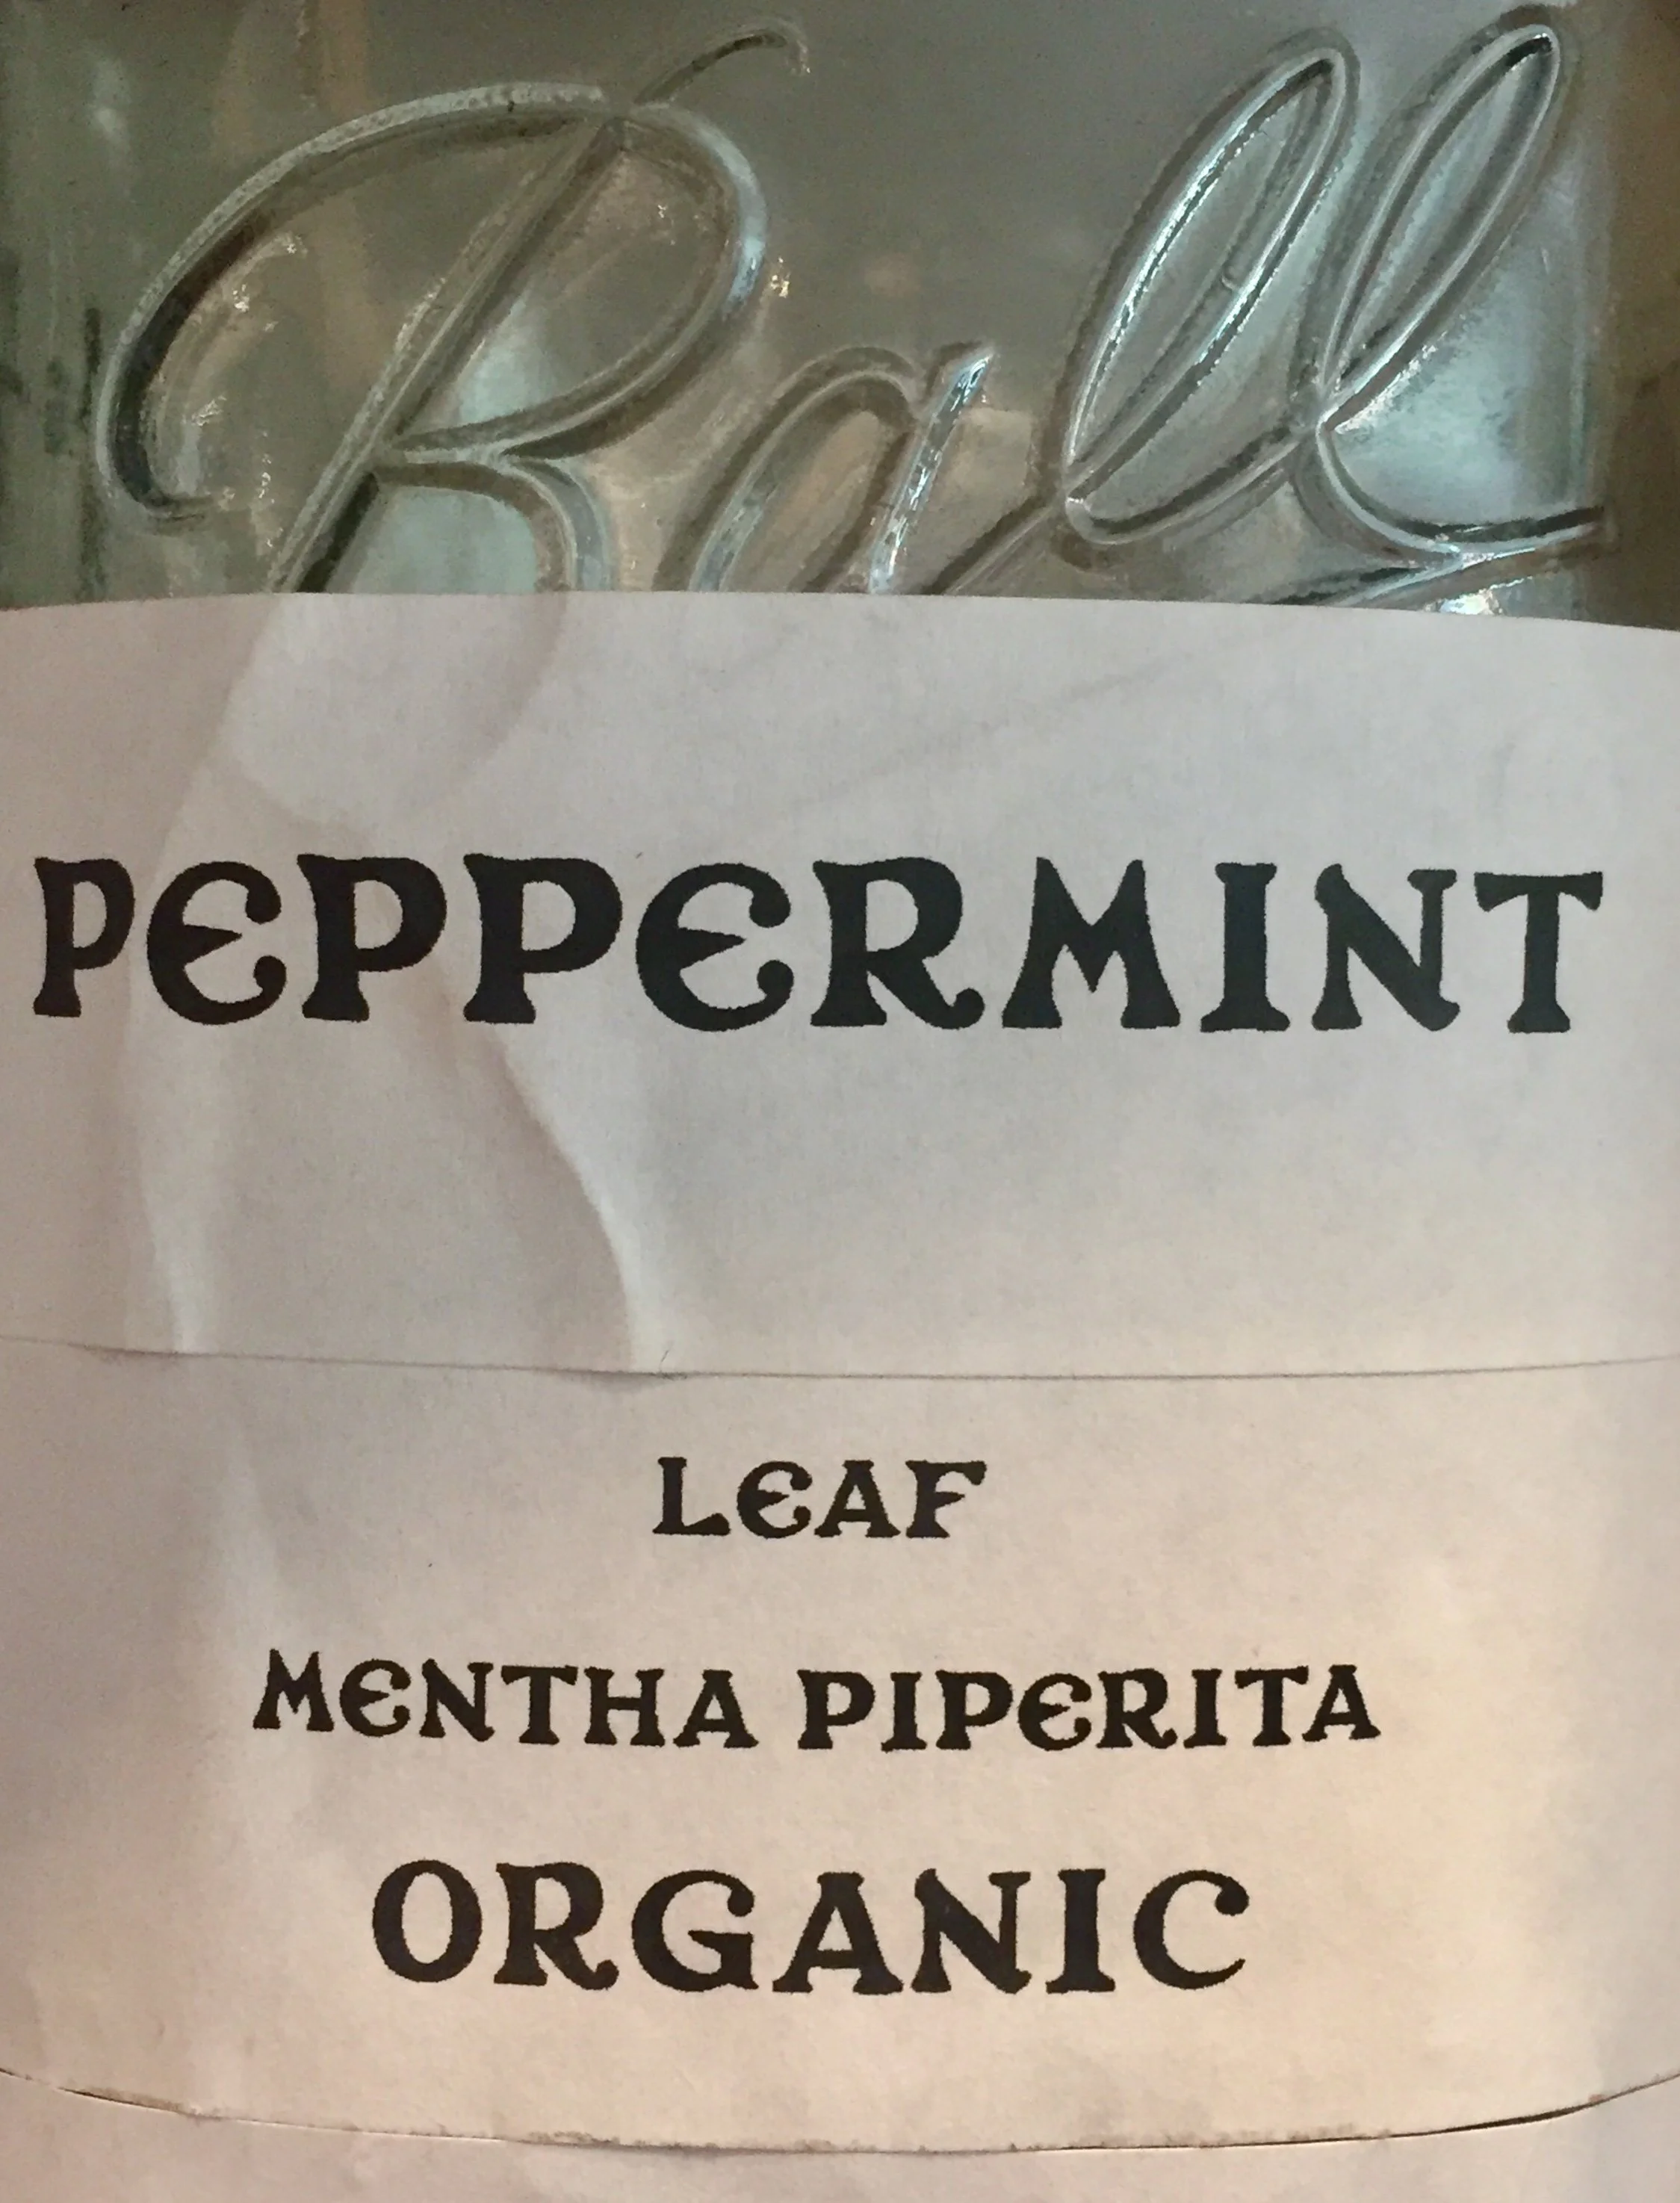 Ball
PEPPERMINT
LEAF
MENTHA PIPERITA
ORGANIC